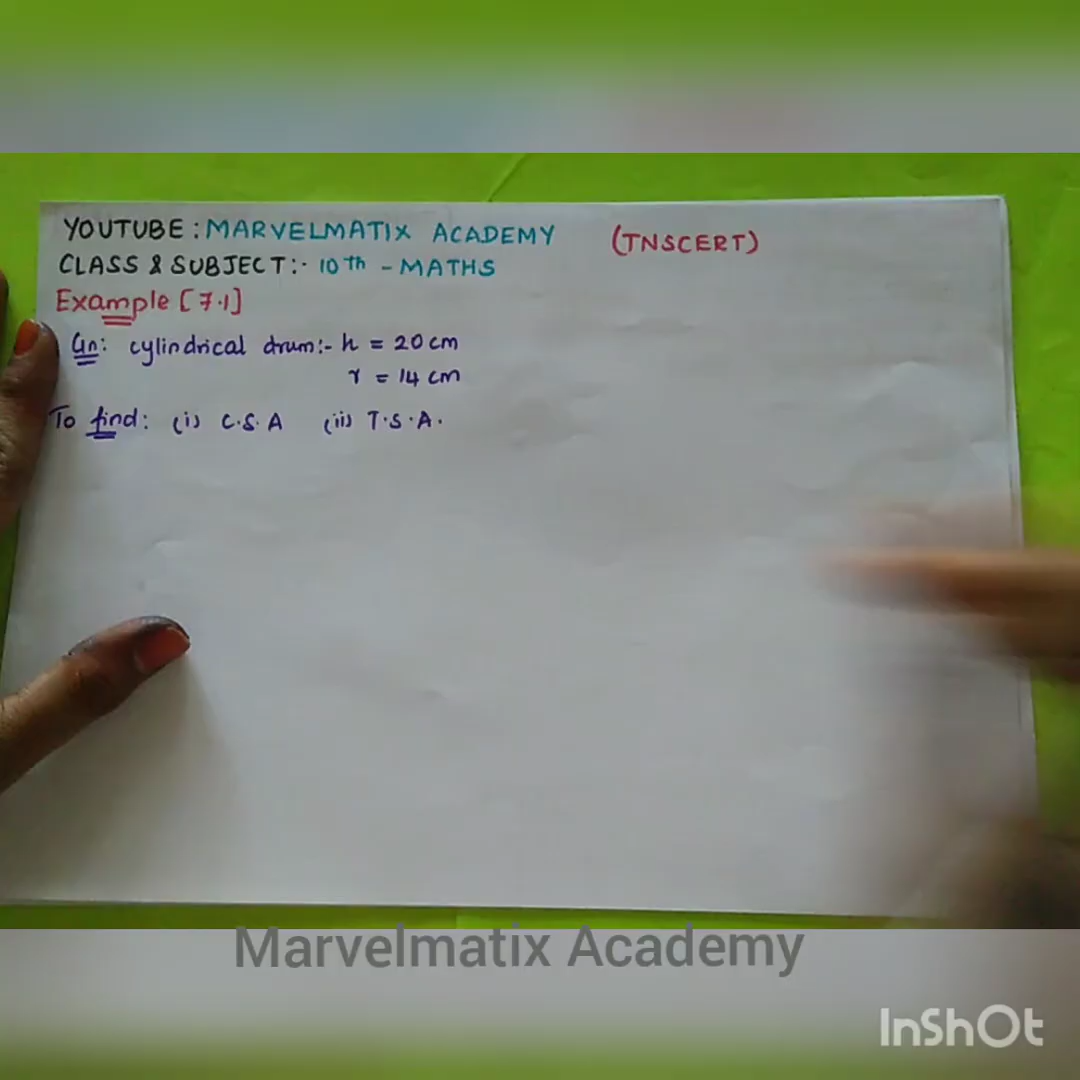 YOUTUBE : MARVELMATIX ACADEMY (TNSCERT)
CLASS & SUBJECT:- 10th - MATHS
Example [7.1]
Gn: cylindrical drum:- h = 20 cm
r = 14 cm
To find: (i) C.S.A (ii) T.S.A.
Marvelmatix Academy
InShOt